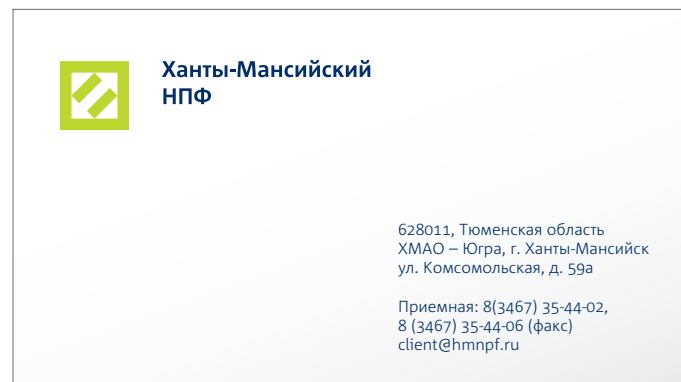 Ханты-Мансийский
НПФ
628011, Тюменская область
ХМАО – Югра, г. Ханты-Мансийск
ул. Комсомольская, д. 59а
Приемная: 8(3467) 35-44-02,
8 (3467) 35-44-06 (факс)
client@hmnpf.ru